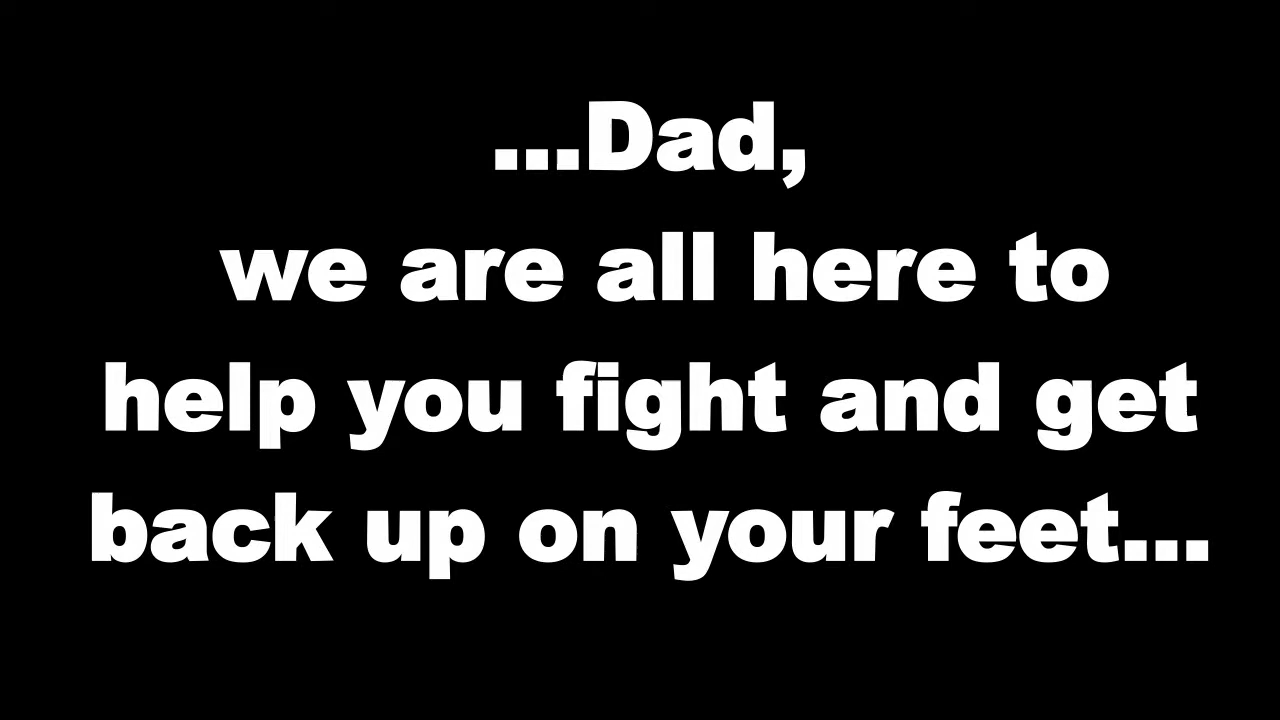 ...Dad,
we are all here to
help you fight and get
back up on your feet...